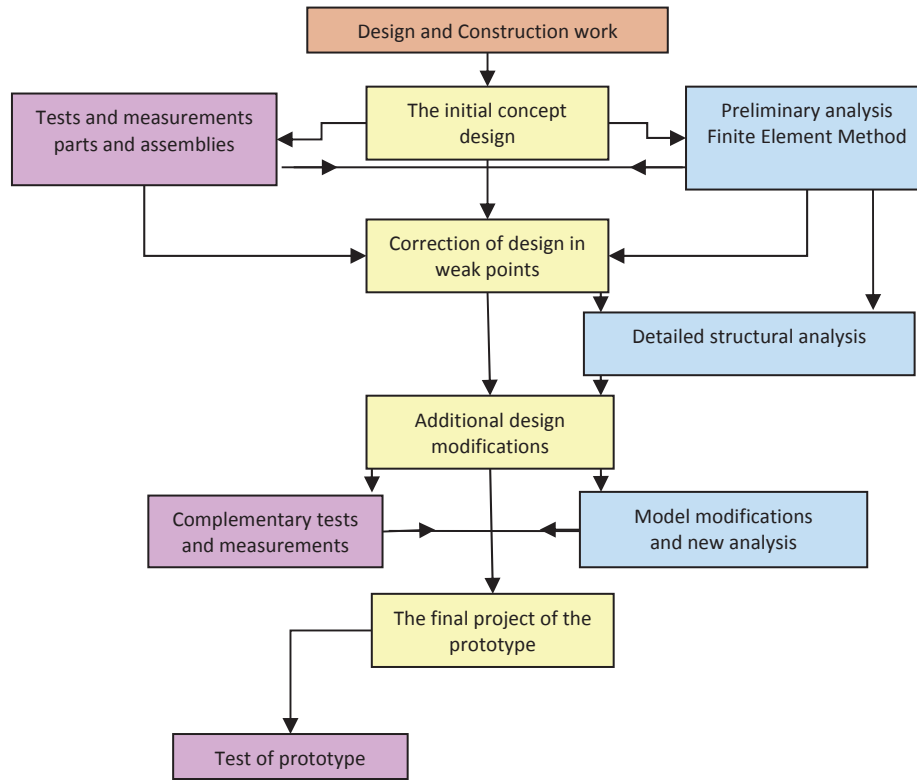 Design and Construction work
Tests and measurements
parts and assemblies
The initial concept
design
Preliminary analysis
Finite Element Method
Correction of design in
weak points
Detailed structural analysis
Additional design
modifications
Complementary tests
and measurements
Model modifications
and new analysis
The final project of the
prototype
Test of prototype